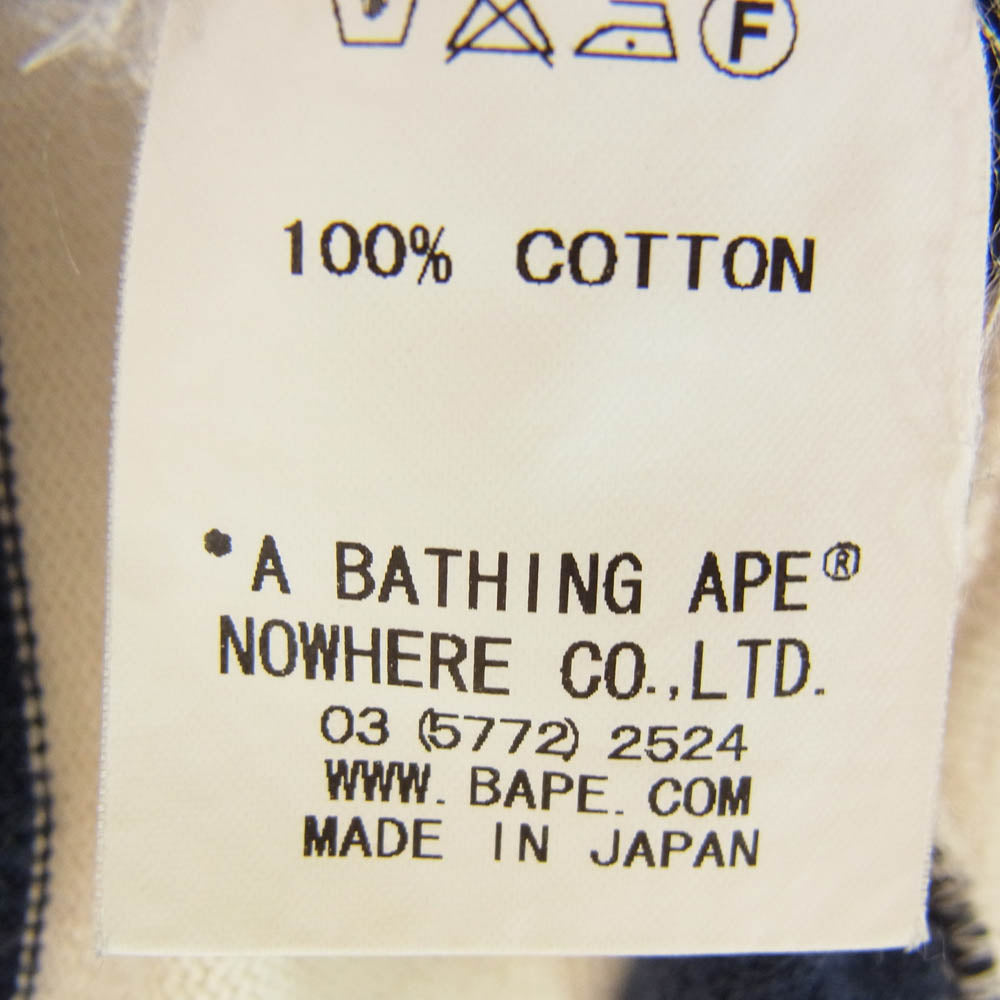 F
100% COTTON
*A BATHING APE®
NOWHERE CO.,LTD.
03 (5772) 2524
WWW. BAPE. COM
MADE IN JAPAN